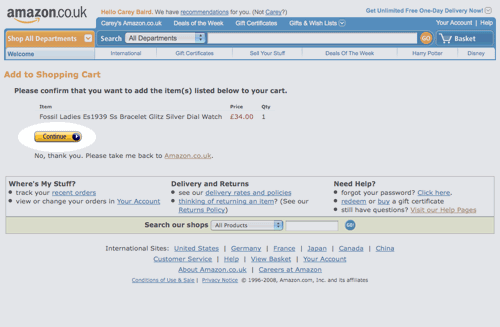 amazon.co.uk
Hello Carey Baird. We have recommendations for you. (Not Carey?)
Get Unlimited Free One-Day Delivery Now!
Carey's Amazon.co.uk Deals of the Week Gift Certificates Gifts & Wish Lists
Your Account | Help
Shop All Departments
Search All Departments GO! Basket
Welcome International Gift Certificates Sell Your Stuff Deals Of The Week Harry Potter Disney
Add to Shopping Cart
Please confirm that you want to add the item(s) listed below to your cart.
Item Price Qty
Fossil Ladies Es1939 Ss Bracelet Glitz Silver Dial Watch £34.00 1
Continue
No, thank you. Please take me back to Amazon.co.uk.
Where's My Stuff? Delivery and Returns Need Help?
• track your recent orders • see our delivery rates and policies • forgot your password? Click here.
• view or change your orders in Your Account • thinking of returning an item? (See our • redeem or buy a gift certificate
Returns Policy) • still have questions? Visit our Help Pages
Search our shops All Products GO!
International Sites: United States | Germany | France | Japan | Canada | China
Customer Service | Help | View Basket | Your Account
About Amazon.co.uk | Careers at Amazon
Conditions of Use & Sale | Privacy Notice © 1996-2008, Amazon.com, Inc. and its affiliates